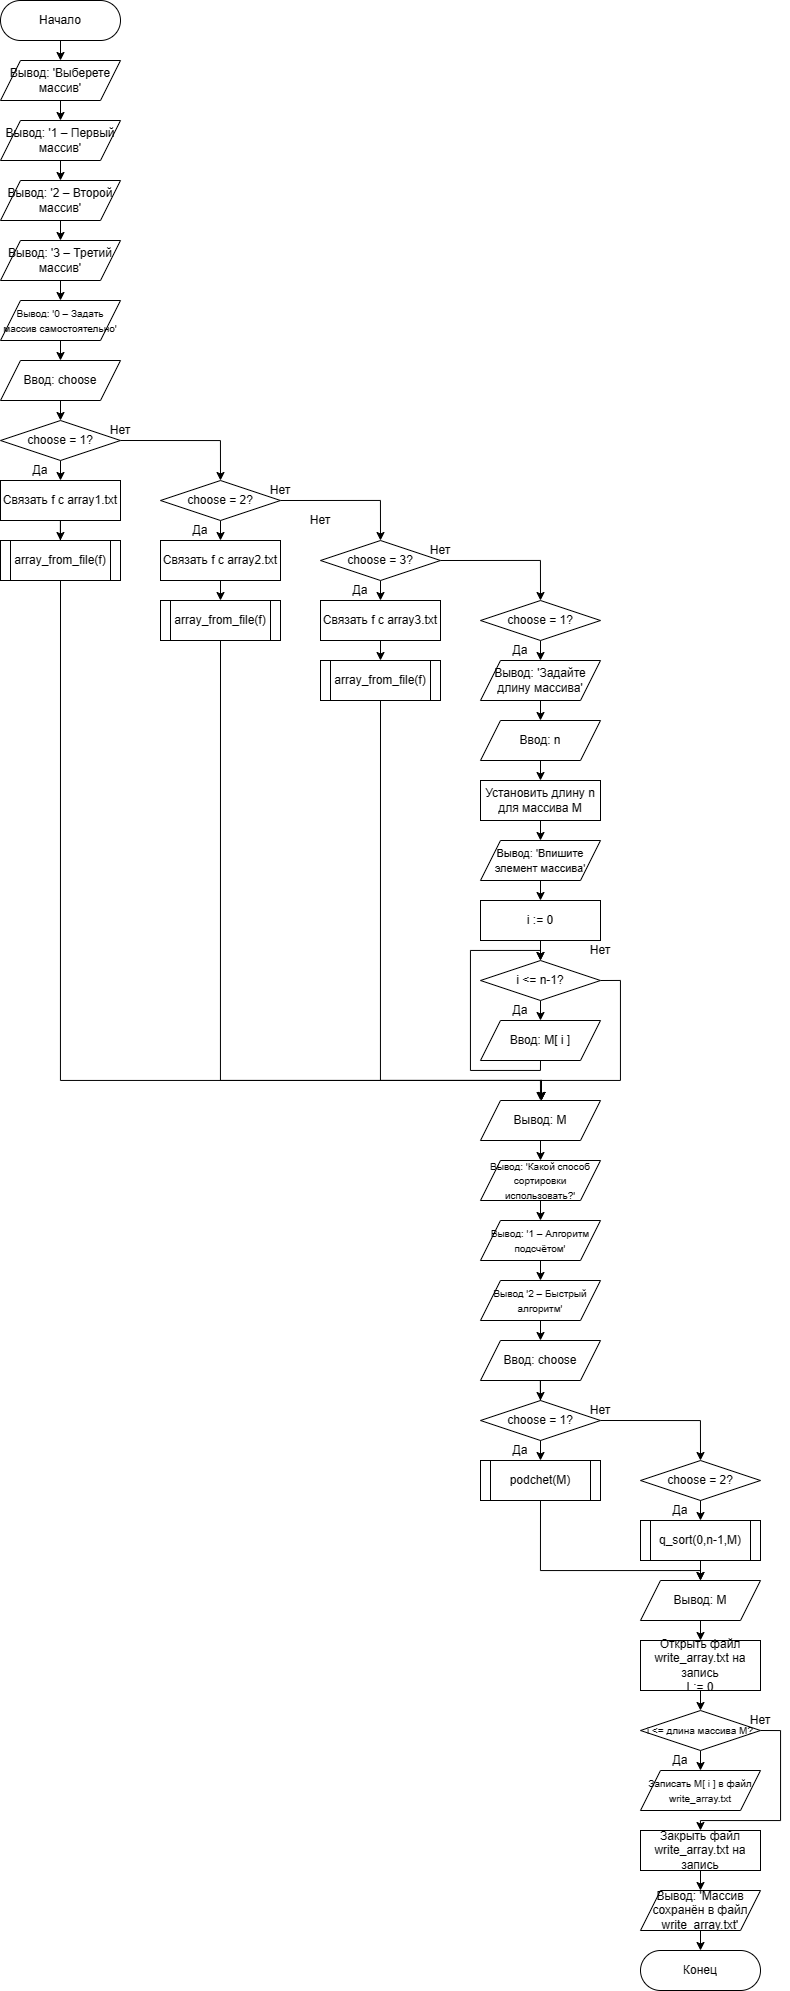 Начало
Вывод: 'Выберете
массив'
Вывод: '1 – Первый
массив'
Вывод: '2 – Второй
массив'
Вывод: '3 – Третий
массив'
Вывод: '0 – Задать
массив самостоятельно'
Ввод: choose
Нет
choose = 1?
Да
Связать f с array1.txt
array_from_file(f)
Нет
choose = 2?
Да
Связать f с array2.txt
array_from_file(f)
Нет
Нет
choose = 3?
Да
Связать f с array3.txt
array_from_file(f)
choose = 1?
Да
Вывод: 'Задайте
длину массива'
Ввод: n
Установить длину n
для массива M
Вывод: 'Впишите
элемент массива'
i := 0
Нет
i <= n-1?
Да
Ввод: M[ i ]
Вывод: M
Вывод: 'Какой способ
сортировки
использовать?'
Вывод: '1 – Алгоритм
подсчётом'
Вывод '2 – Быстрый
алгоритм'
Ввод: choose
Нет
choose = 1?
Да
podchet(M)
choose = 2?
Да
q_sort(0,n-1,M)
Вывод: M
Открыть файл
write_array.txt на
запись
I := 0
Нет
i <= длина массива M?
Да
Записать M[ i ] в файл
write_array.txt
Закрыть файл
write_array.txt на
запись
Вывод: 'Массив
сохранён в файл
write_array.txt'
Конец